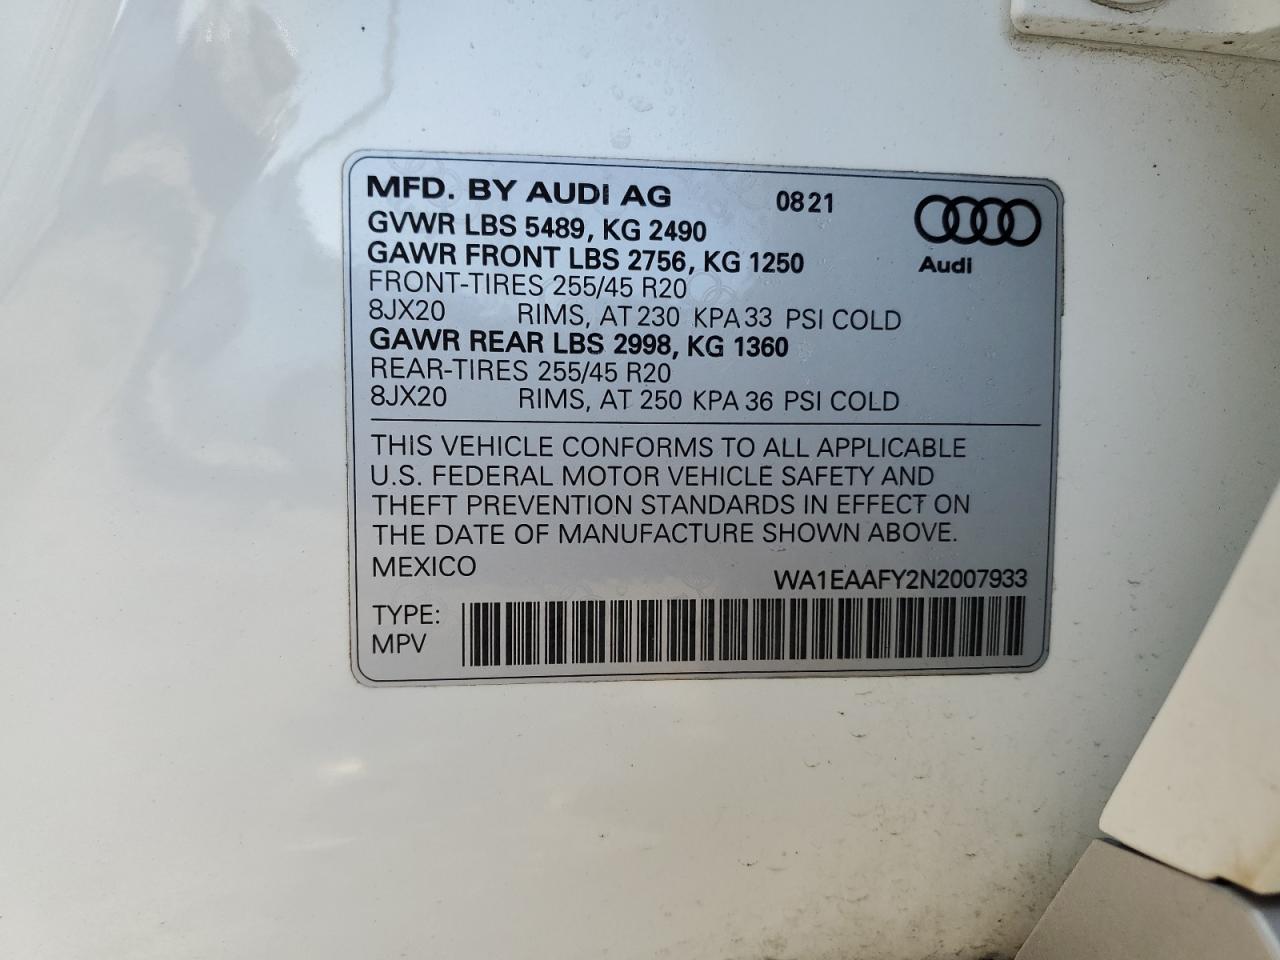 MFD. BY AUDI AG 0821
GVWR LBS 5489, KG 2490
GAWR FRONT LBS 2756, KG 1250
Audi
FRONT-TIRES 255/45 R20
8JX20 RIMS, AT 230 KPA 33 PSI COLD
GAWR REAR LBS 2998, KG 1360
REAR-TIRES 255/45 R20
8JX20 RIMS, AT 250 KPA 36 PSI COLD
THIS VEHICLE CONFORMS TO ALL APPLICABLE
U.S. FEDERAL MOTOR VEHICLE SAFETY AND
THEFT PREVENTION STANDARDS IN EFFECT ON
THE DATE OF MANUFACTURE SHOWN ABOVE.
MEXICO WA1EAAFY2N2007933
TYPE:
MPV